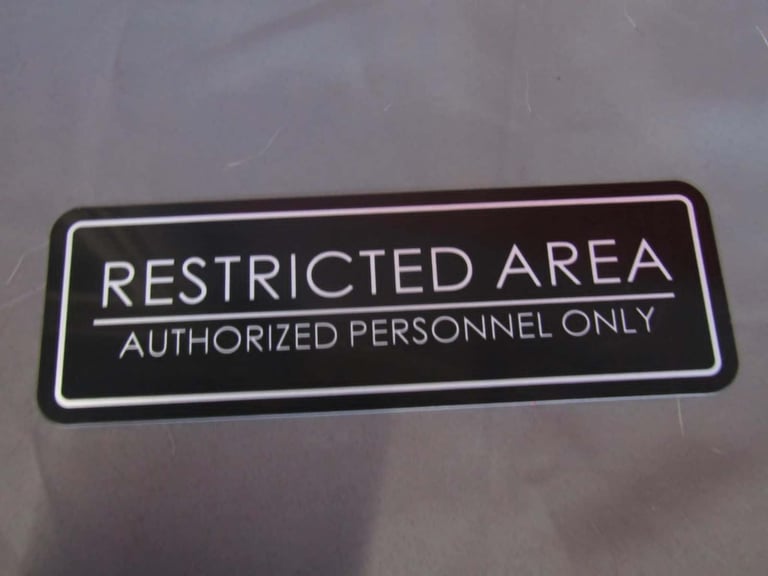 RESTRICTED AREA
AUTHORIZED PERSONNEL ONLY